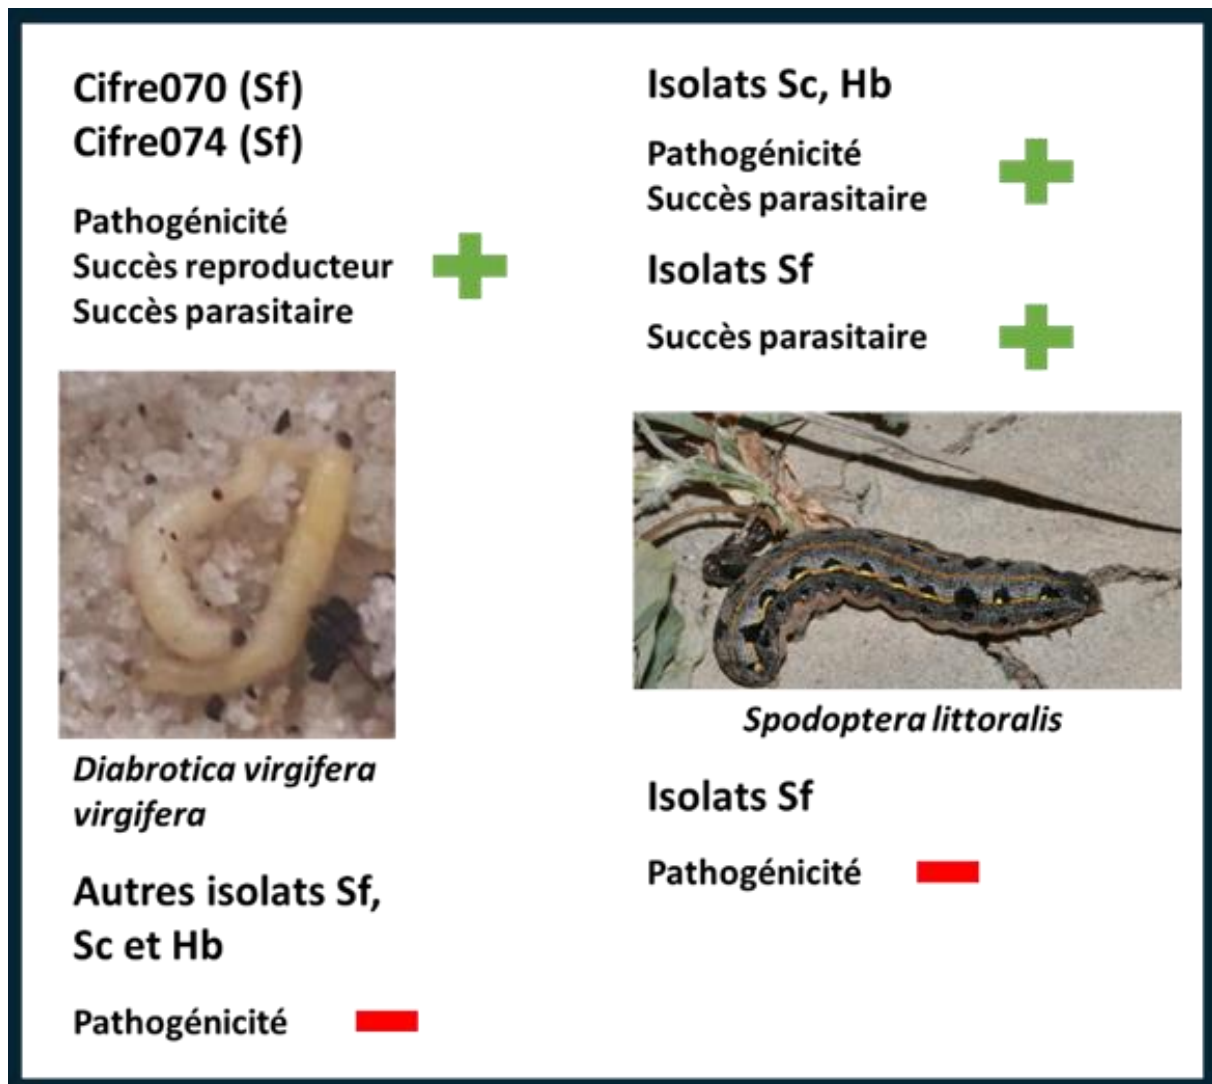 Cifre070 (Sf)
Cifre074 (Sf)
Pathogénicité
Succès reproducteur
Succès parasitaire
Diabrotica virgifera
virgifera
Autres isolats Sf,
Sc et Hb
Pathogénicité
Isolats Sc, Hb
Pathogénicité
Succès parasitaire
Isolats Sf
Succès parasitaire
Spodoptera littoralis
Isolats Sf
Pathogénicité